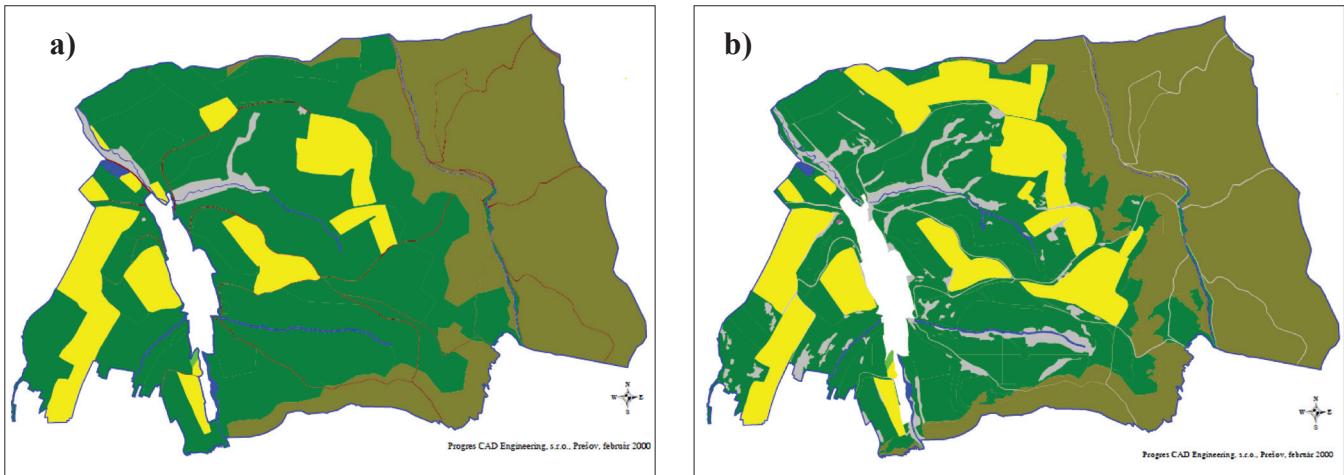 a)
N
W E
S
Progres CAD Engineering, s.r.o., Prešov, február 2000
b)
N
W E
S
Progres CAD Engineering, s.r.o., Prešov, február 2000